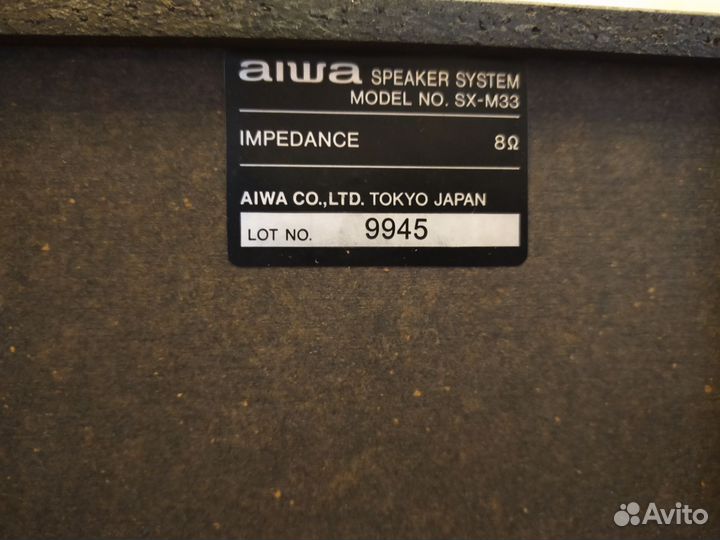 aiwa SPEAKER SYSTEM
MODEL NO. SX-M33
IMPEDANCE 8Ω
AIWA CO.,LTD. TOKYO JAPAN
LOT NO. 9945
Avito